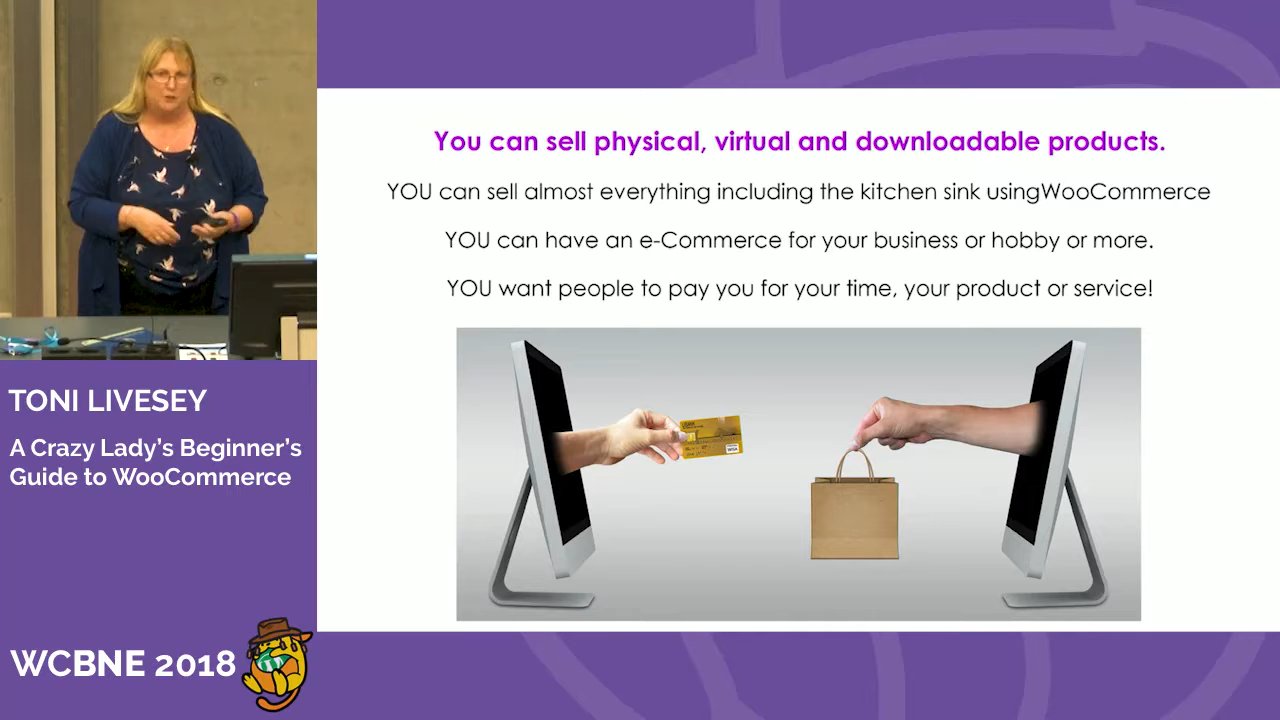 You can sell physical, virtual and downloadable products.
YOU can sell almost everything including the kitchen sink usingWooCommerce
YOU can have an e-Commerce for your business or hobby or more.
YOU want people to pay you for your time, your product or service!
VISA
TONI LIVESEY
A Crazy Lady's Beginner's
Guide to WooCommerce
WCBNE 2018